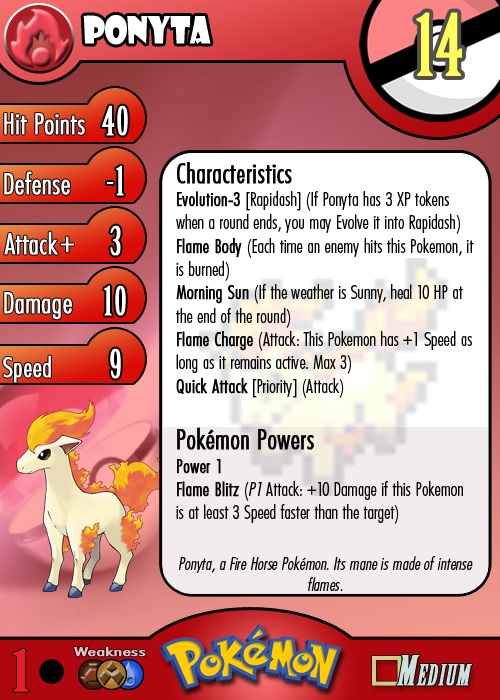 PONYTA
14
Hit Points 40
Defense -1
Attack+ 3
Damage 10
Speed 9
Characteristics
Evolution-3 [Rapidash] (If Ponyta has 3 XP tokens
when a round ends, you may Evolve it into Rapidash)
Flame Body (Each time an enemy hits this Pokemon, it
is burned)
Morning Sun (If the weather is Sunny, heal 10 HP at
the end of the round)
Flame Charge (Attack: This Pokemon has +1 Speed as
long as it remains active. Max 3)
Quick Attack [Priority] (Attack)
Pokémon Powers
Power 1
Flame Blitz (P1 Attack: +10 Damage if this Pokemon
is at least 3 Speed faster than the target)
Ponyta, a Fire Horse Pokémon. Its mane is made of intense
flames.
1
Weakness
POKéMON
MEDIUM